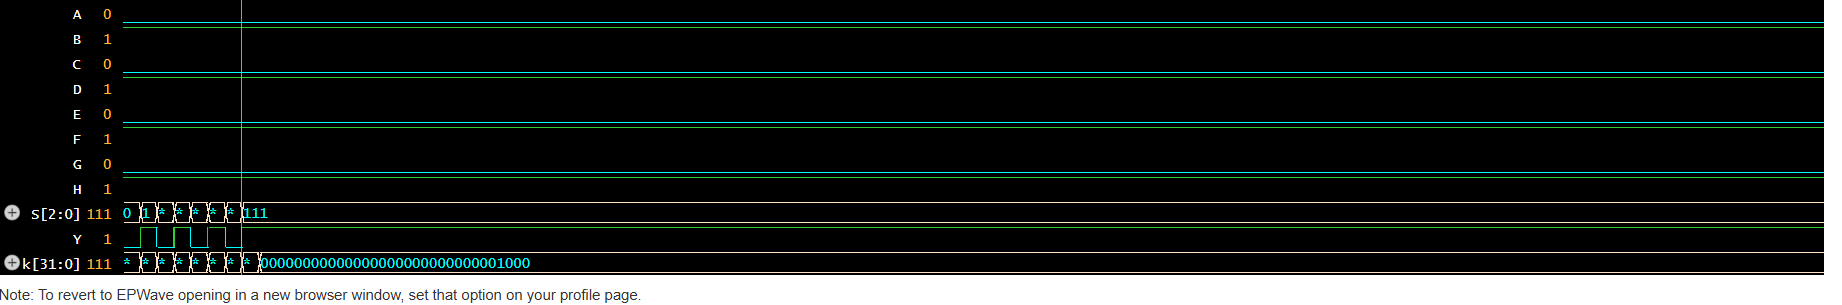 A 0
B 1
C 0
D 1
E 0
F 1
G 0
H 1
S[2:0] 111 0 1 * * * * * 111
Y 1
k[31:0] 111 * * * * * * * * 00000000000000000000000000001000
Note: To revert to EPWave opening in a new browser window, set that option on your profile page.